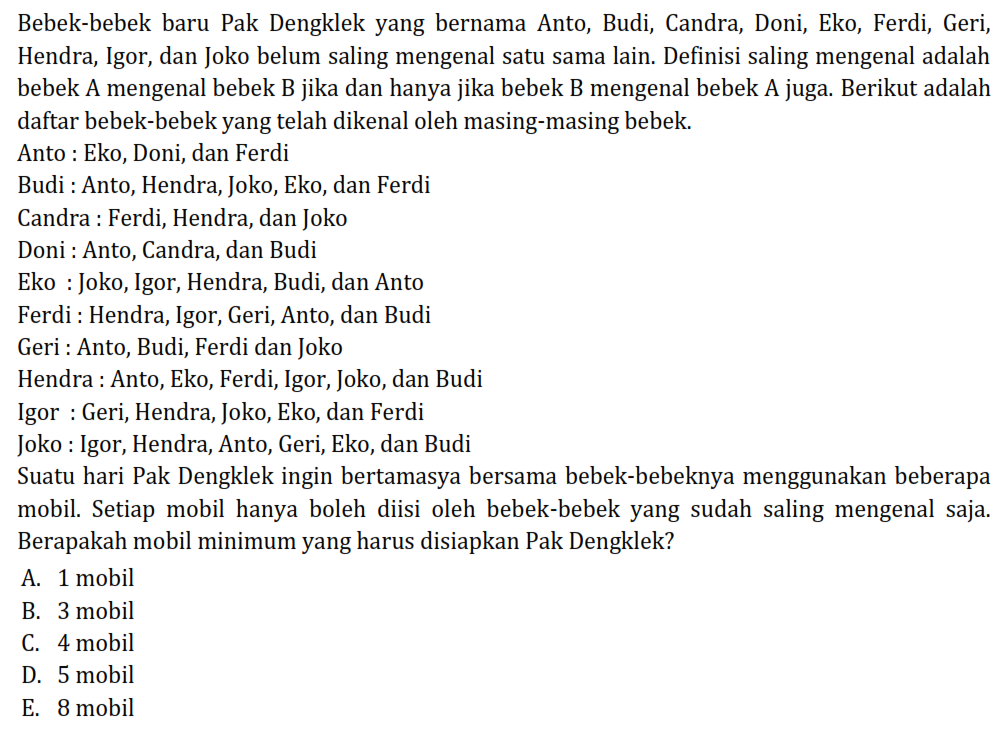 Bebek-bebek baru Pak Dengklek yang bernama Anto, Budi, Candra, Doni, Eko, Ferdi, Geri,
Hendra, Igor, dan Joko belum saling mengenal satu sama lain. Definisi saling mengenal adalah
bebek A mengenal bebek B jika dan hanya jika bebek B mengenal bebek A juga. Berikut adalah
daftar bebek-bebek yang telah dikenal oleh masing-masing bebek.
Anto : Eko, Doni, dan Ferdi
Budi : Anto, Hendra, Joko, Eko, dan Ferdi
Candra : Ferdi, Hendra, dan Joko
Doni : Anto, Candra, dan Budi
Eko : Joko, Igor, Hendra, Budi, dan Anto
Ferdi : Hendra, Igor, Geri, Anto, dan Budi
Geri : Anto, Budi, Ferdi dan Joko
Hendra : Anto, Eko, Ferdi, Igor, Joko, dan Budi
Igor : Geri, Hendra, Joko, Eko, dan Ferdi
Joko : Igor, Hendra, Anto, Geri, Eko, dan Budi
Suatu hari Pak Dengklek ingin bertamasya bersama bebek-bebeknya menggunakan beberapa
mobil. Setiap mobil hanya boleh diisi oleh bebek-bebek yang sudah saling mengenal saja.
Berapakah mobil minimum yang harus disiapkan Pak Dengklek?
A. 1 mobil
B. 3 mobil
C. 4 mobil
D. 5 mobil
E. 8 mobil